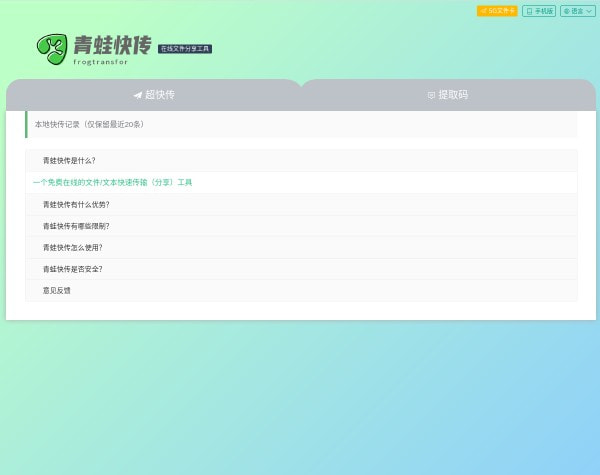 5G文件卡
手机版
语言
青蛙快传
frogtransfor
在线文件分享工具
超快传
提取码
本地快传记录（仅保留最近20条）
青蛙快传是什么?
一个免费在线的文件/文本快速传输（分享）工具
青蛙快传有什么优势?
青蛙快传有哪些限制?
青蛙快传怎么使用?
青蛙快传是否安全?
意见反馈